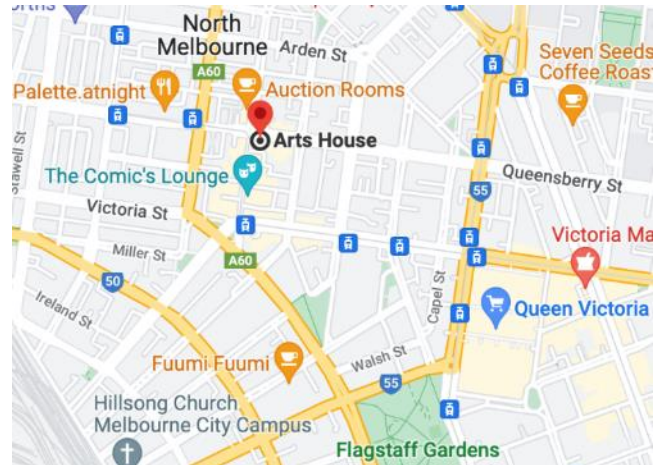 orths
North
Melbourne
Arden St
Seven Seeds
Coffee Roast
A60
Palette.atnight
Auction Rooms
Arts House
Stawell St
The Comic's Lounge
Queensberry St
55
Victoria St
Miller St
A60
Victoria Ma
50
Ireland St
Capel St
Queen Victoria
Fuumi Fuumi
Walsh St
55
Hillsong Church
Melbourne City Campus
Flagstaff Gardens